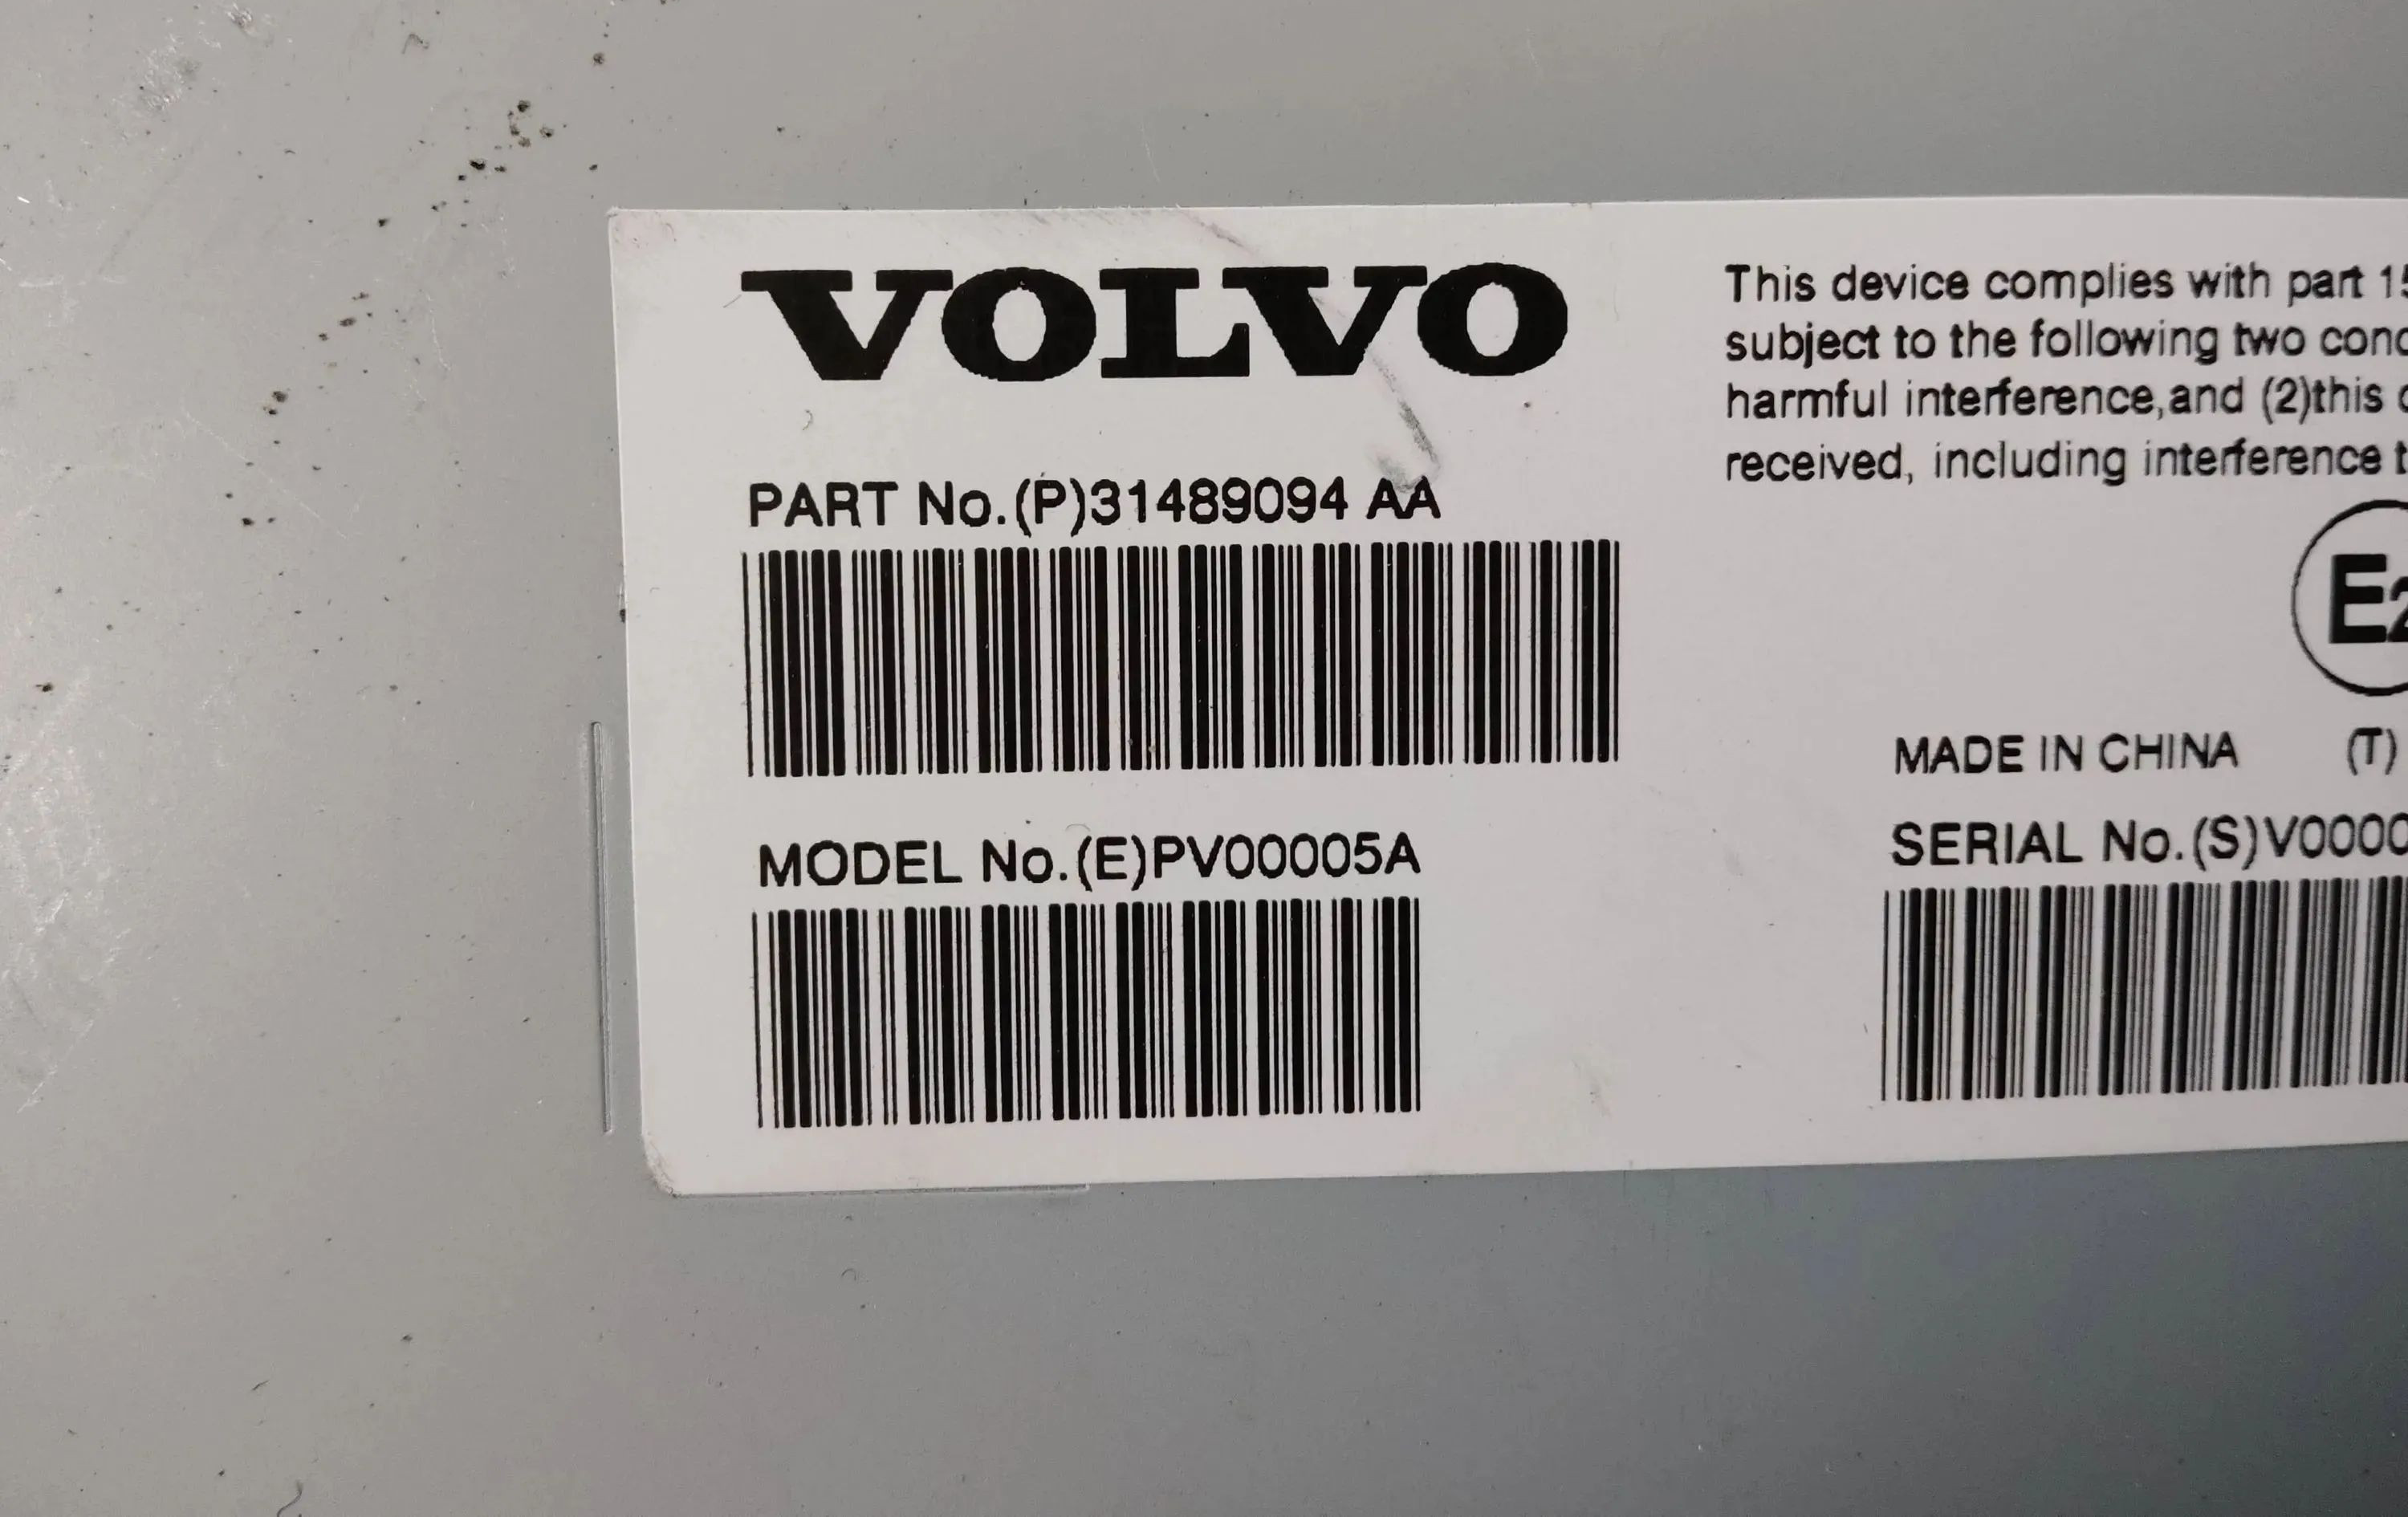 VOLVO
PART No.(P)31489094 AA
MODEL No.(E)PV00005A
This device complies with part
subject to the following two
harmful interference,and (2)this
received, including interference
MADE IN CHINA (T)
SERIAL No.(S)V0000